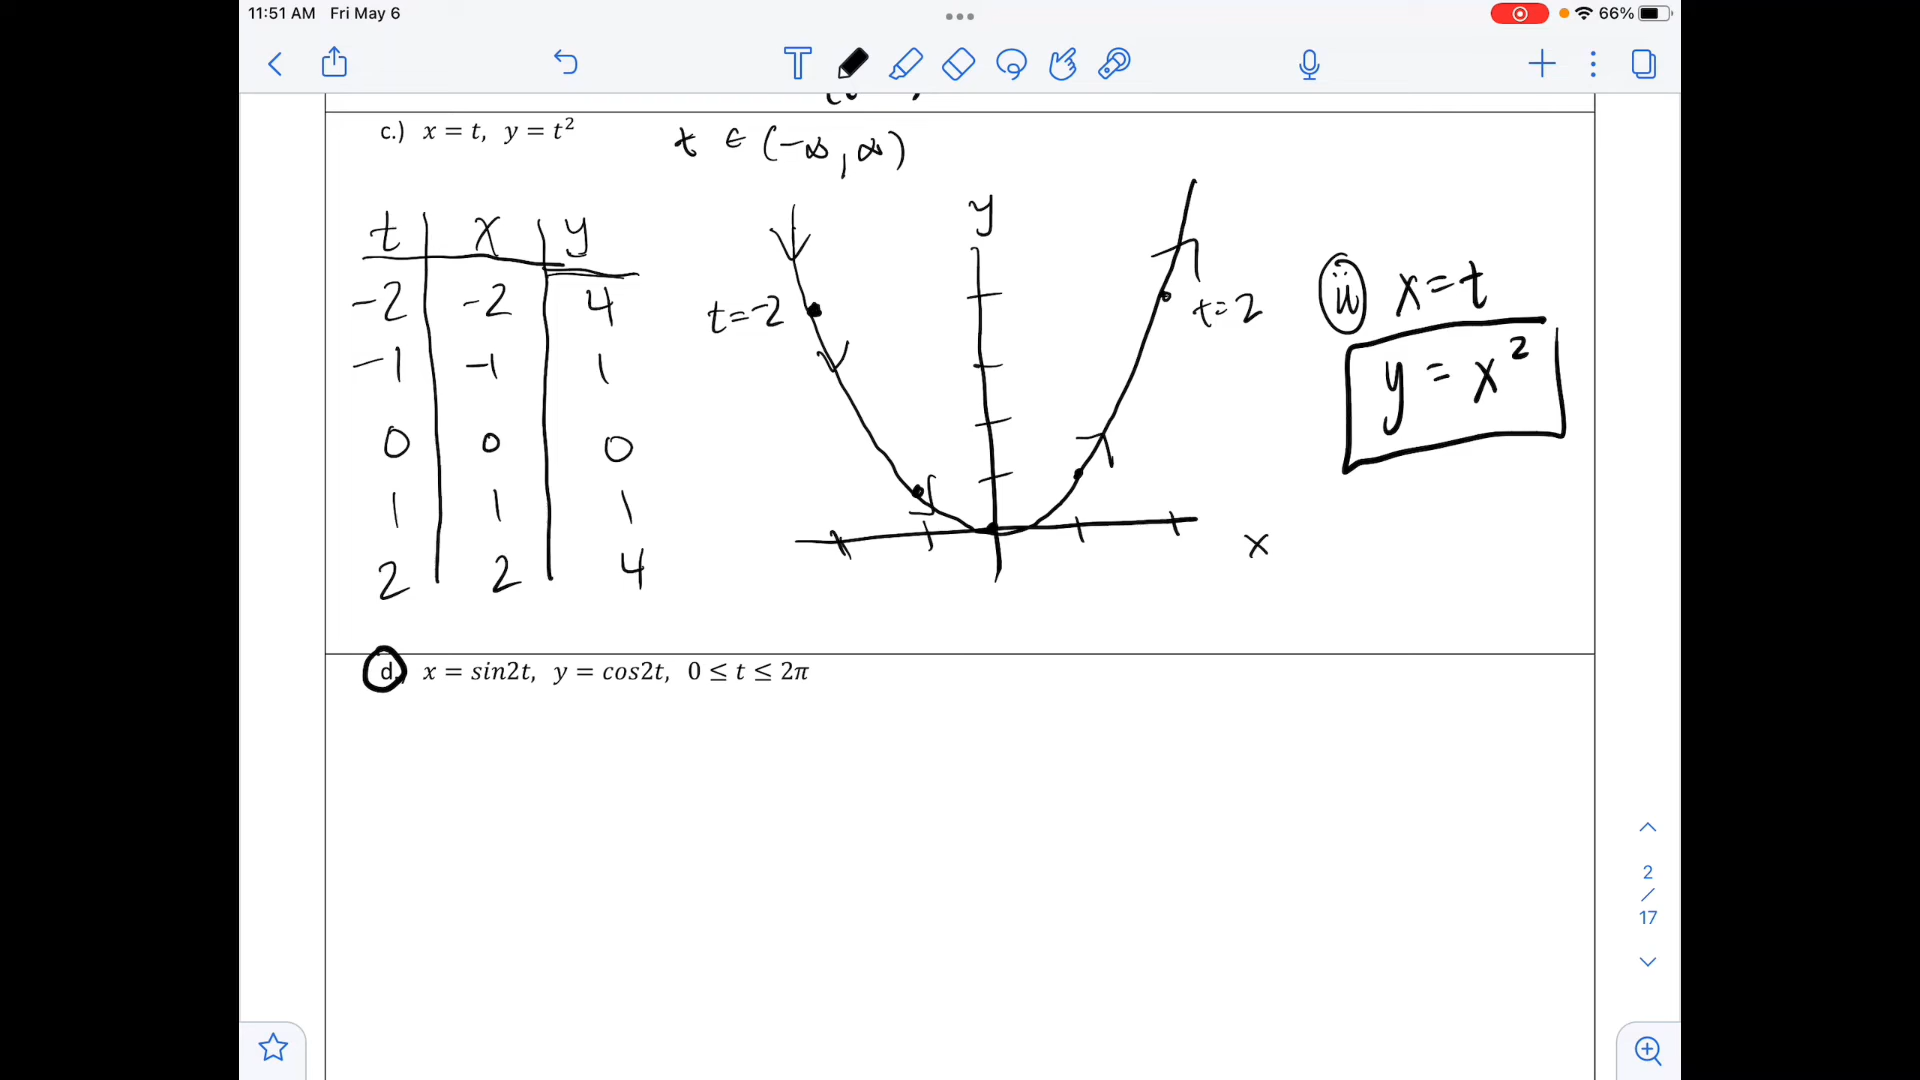 11:51 AM Fri May 6
66%
c.) x = t, y = t²
t ∈ (-∞, ∞)
t x y
-2 -2 4
-1 -1 1
0 0 0
1 1 1
2 2 4
y
t=-2
t=2
x
ii x=t
y = x²
d.) x = sin2t, y = cos2t, 0 ≤ t ≤ 2π
2
/
17